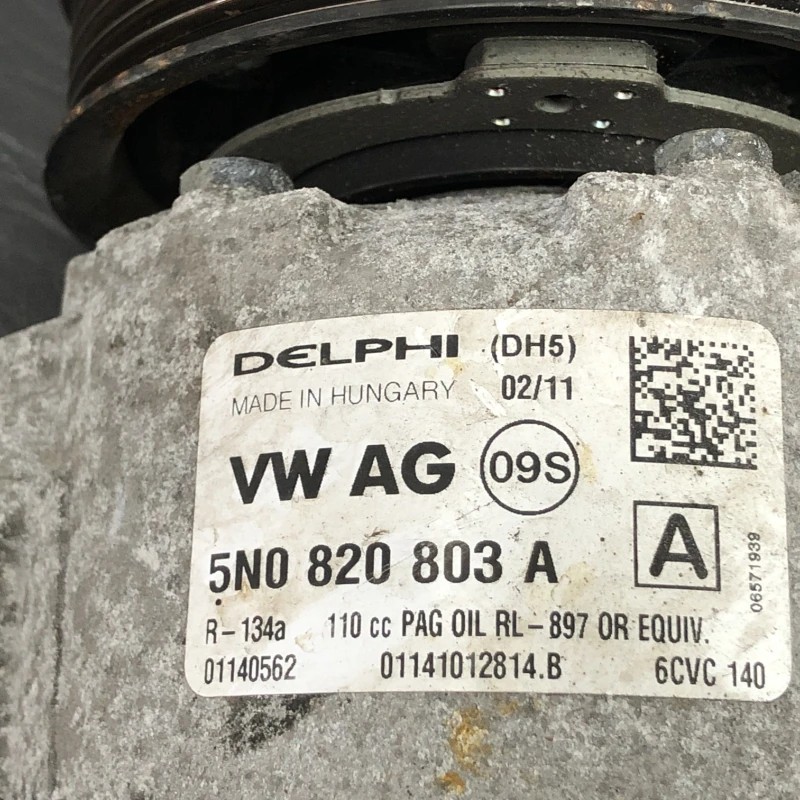 DELPHI (DH5)
MADE IN HUNGARY 02/11
VW AG 09S
5N0 820 803 A A
06571939
R-134a 110 cc PAG OIL RL-897 OR EQUIV.
01140562 01141012814.B 6CVC 140